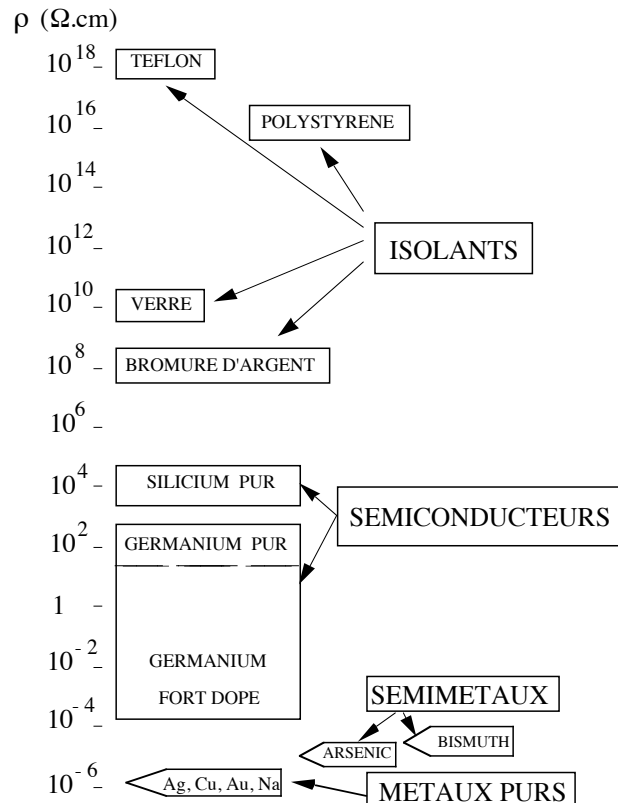 ρ (Ω.cm)
10^18 TEFLON
10^16 POLYSTYRENE
10^14
10^12 ISOLANTS
10^10 VERRE
10^8 BROMURE D'ARGENT
10^6
10^4 SILICIUM PUR
SEMICONDUCTEURS
10^2 GERMANIUM PUR
1
10^-2 GERMANIUM
FORT DOPE
SEMIMETAUX
10^-4
ARSENIC BISMUTH
10^-6 Ag, Cu, Au, Na METAUX PURS